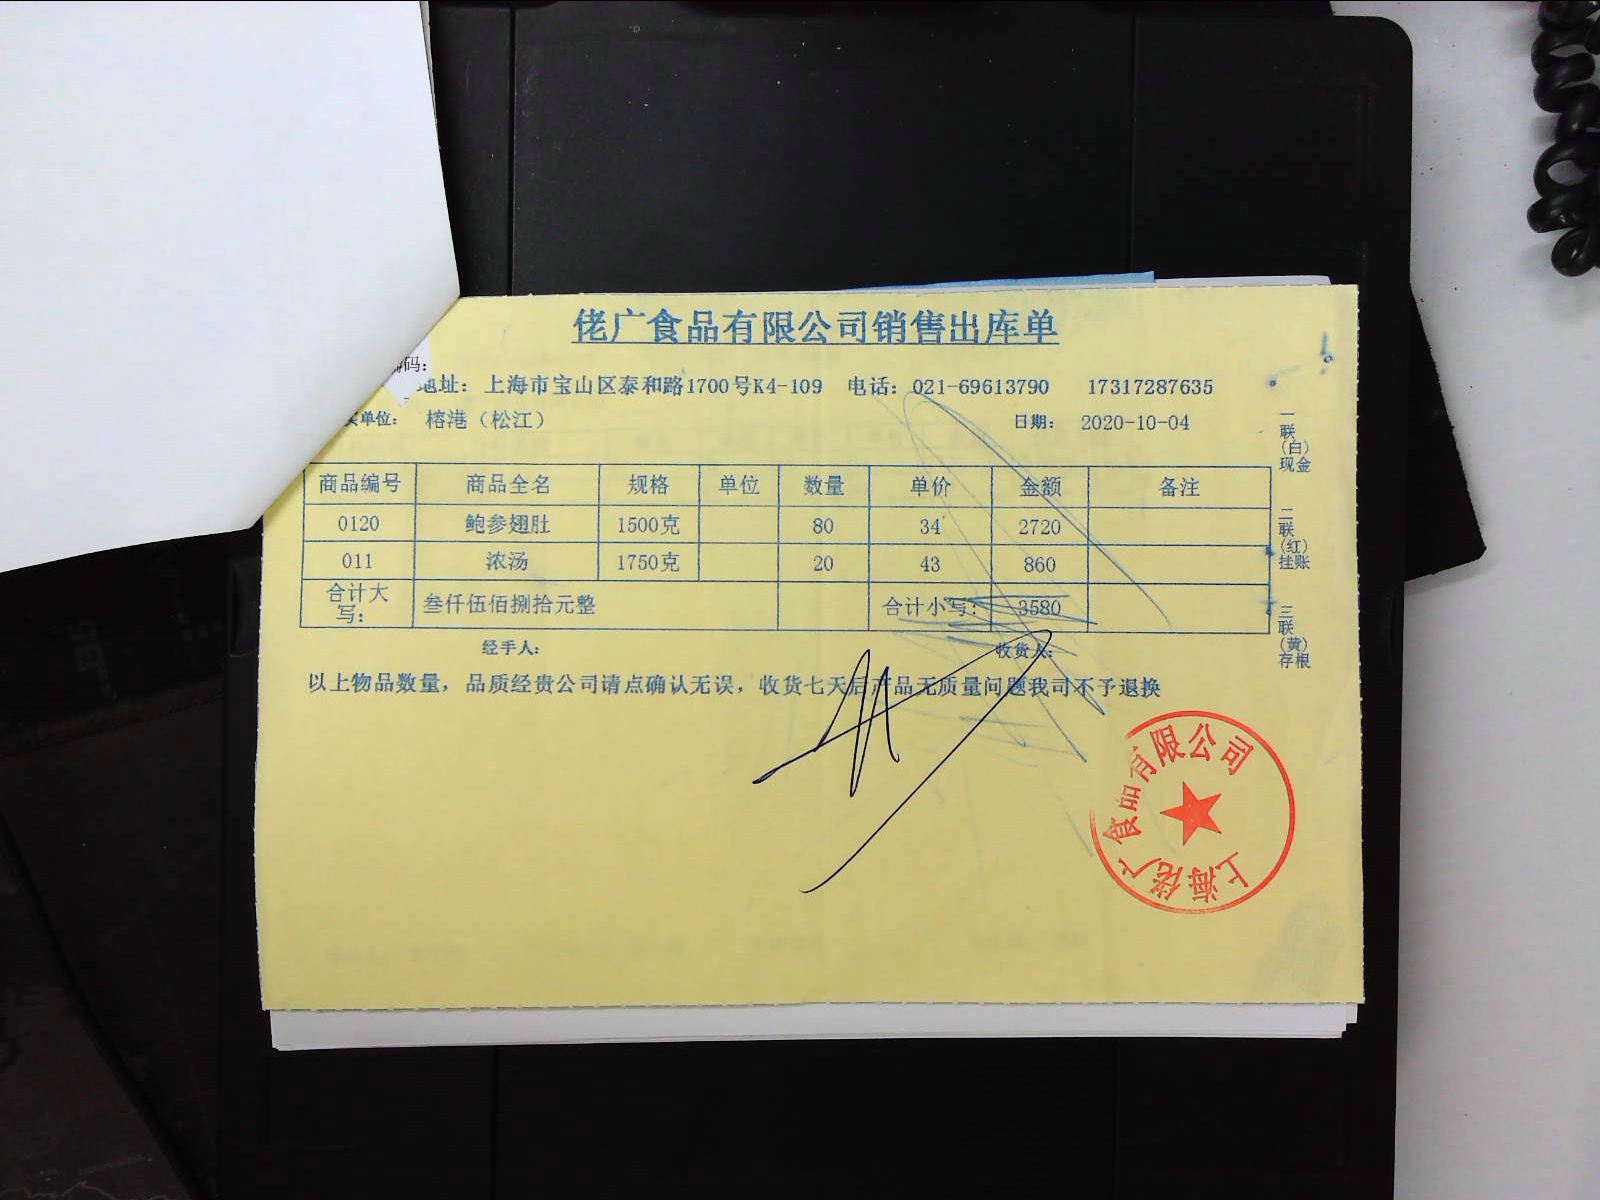 佬广食品有限公司销售出库单
码：
地址： 上海市宝山区泰和路1700号K4-109 电话：021-69613790 17317287635
单位： 榕港（松江） 日期： 2020-10-04
商品编号 商品全名 规格 单位 数量 单价 金额 备注
0120 鲍参翅肚 1500克 80 34 2720
011 浓汤 1750克 20 43 860
合计大写： 叁仟伍佰捌拾元整 合计小写： 3580
经手人： 收货人：
以上物品数量，品质经贵公司请点确认无误，收货七天后产品无质量问题我司不予退换
一联（白）现金
二联（红）挂账
三联（黄）存根
上海佬广食品有限公司